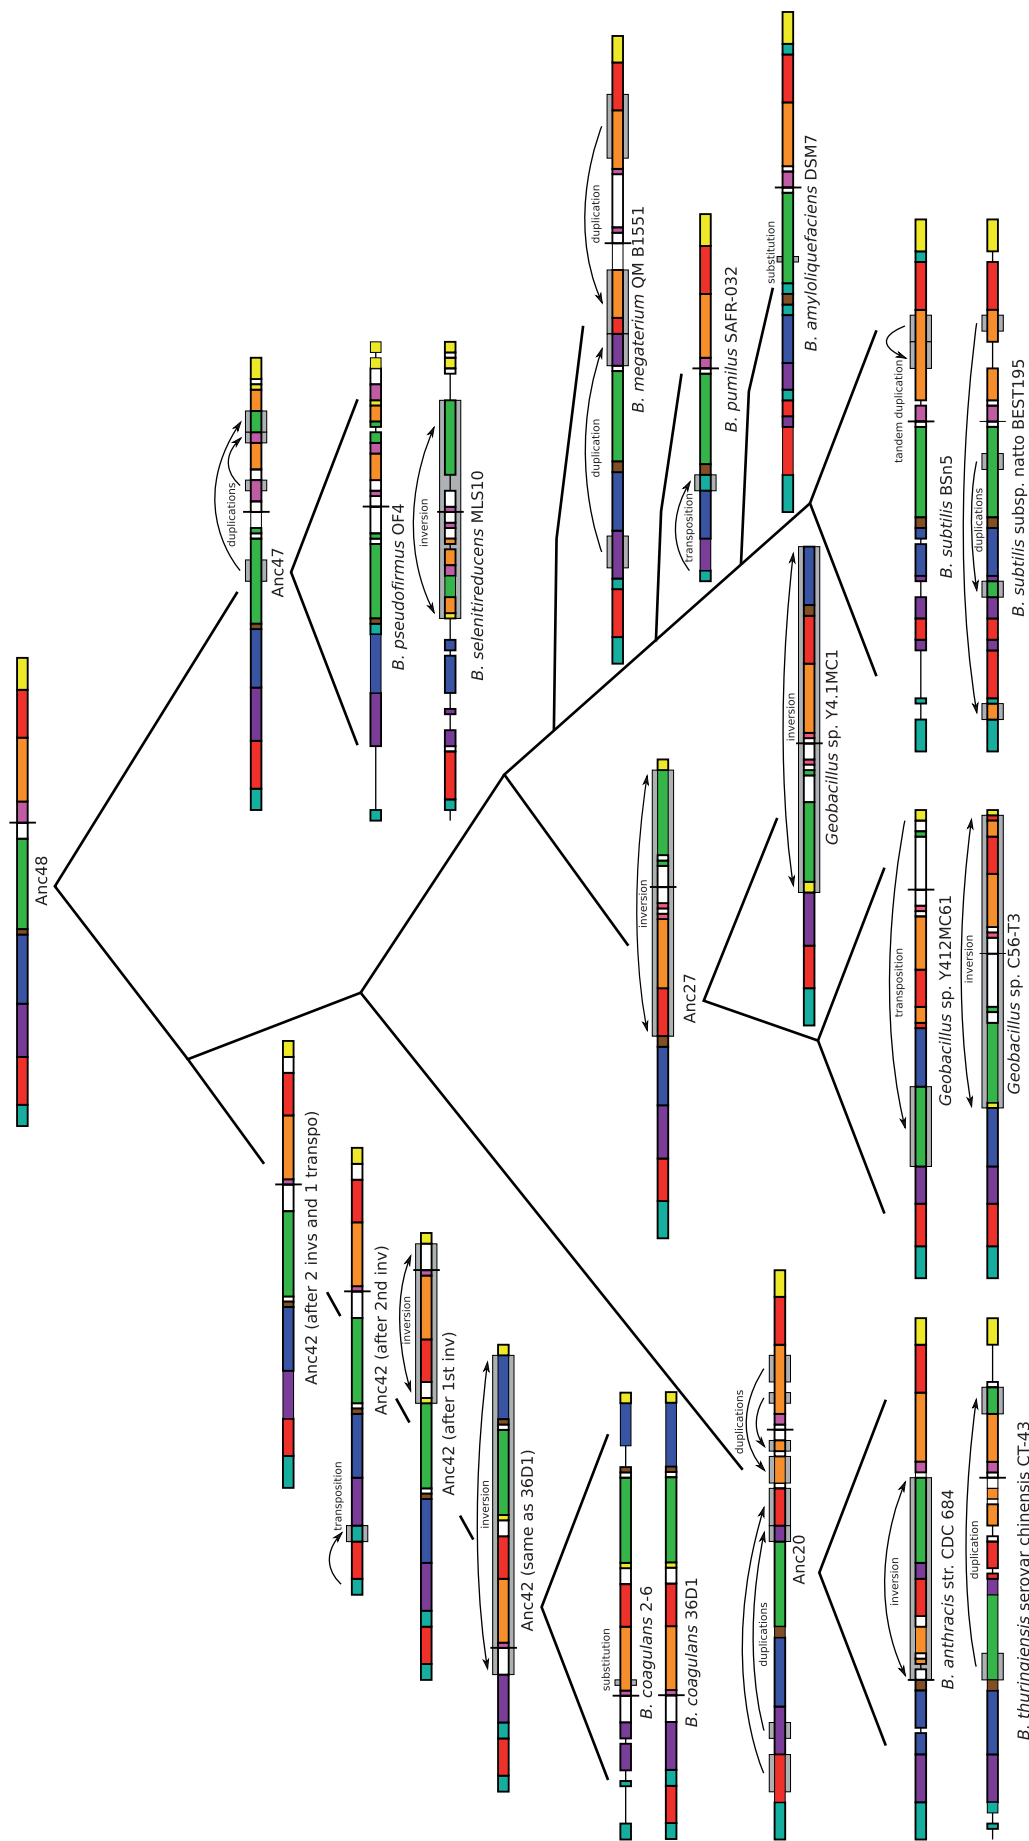 Anc48
duplications
Anc47
B. pseudofirmus OF4
inversion
B. selenitireducens MLS10
duplication
duplication
B. megaterium QM B1551
transposition
B. pumilus SAFR-032
substitution
B. amyloliquefaciens DSM7
tandem duplication
B. subtilis BSn5
duplications
B. subtilis subsp. natto BEST195
inversion
Anc27
inversion
Geobacillus sp. Y4.1MC1
transposition
Geobacillus sp. Y412MC61
inversion
Geobacillus sp. C56-T3
Anc42 (after 2 invs and 1 transpo)
transposition
Anc42 (after 2nd inv)
inversion
Anc42 (after 1st inv)
inversion
Anc42 (same as 36D1)
substitution
B. coagulans 2-6
B. coagulans 36D1
duplications
duplications
Anc20
inversion
B. anthracis str. CDC 684
duplication
B. thuringiensis serovar chinensis CT-43